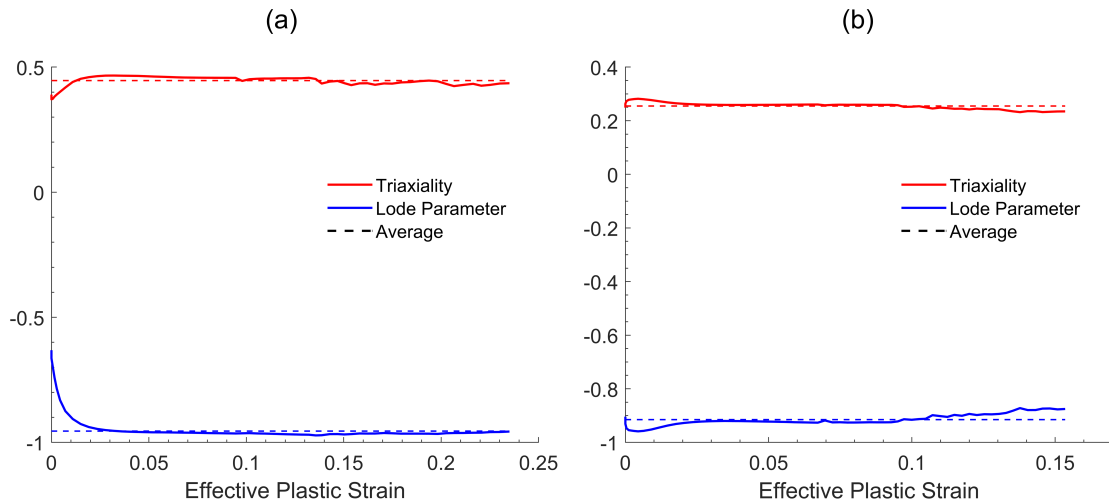 (a)
0.5
0
-0.5
-1
0
0.05
0.1
0.15
0.2
0.25
Effective Plastic Strain
Triaxiality
Lode Parameter
Average
(b)
0.4
0.2
0
-0.2
-0.4
-0.6
-0.8
-1
0
0.05
0.1
0.15
Effective Plastic Strain
Triaxiality
Lode Parameter
Average